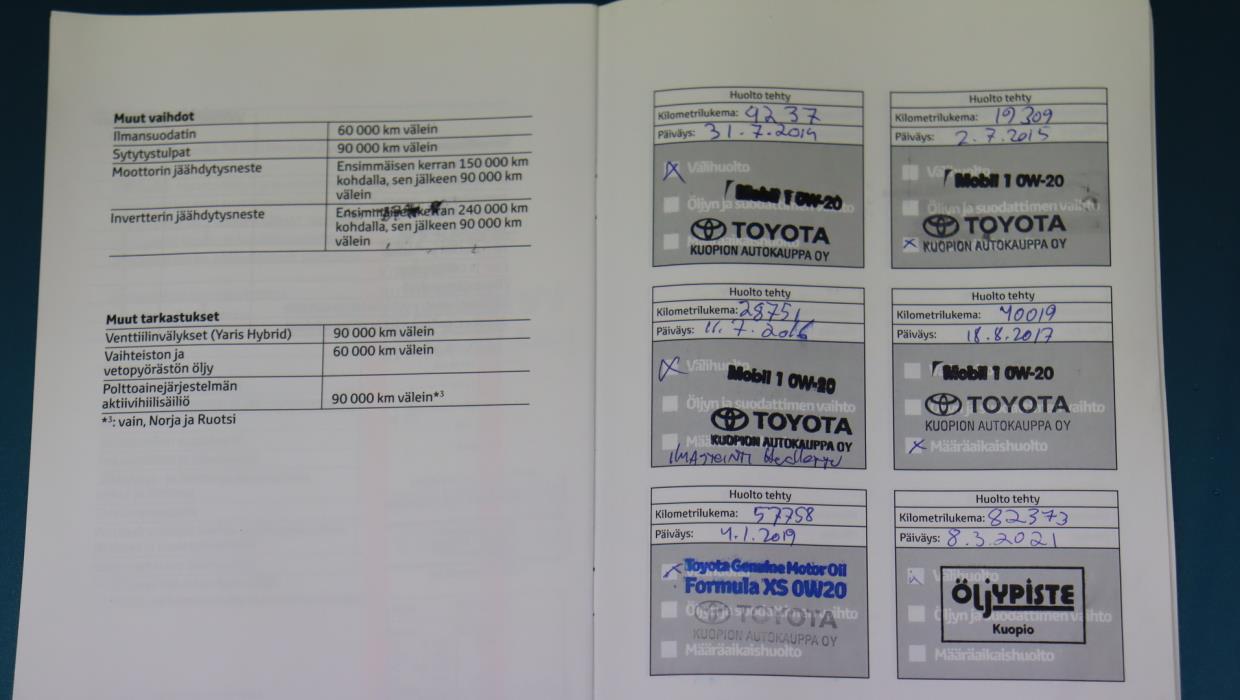 Muut vaihdot
Ilmansuodatin 60 000 km välein
Sytytystulpat 90 000 km välein
Moottorin jäähdytysneste Ensimmäisen kerran 150 000 km
kohdalla, sen jälkeen 90 000 km
välein
Invertterin jäähdytysneste Ensimmäisen kerran 240 000 km
kohdalla, sen jälkeen 90 000 km
välein
Muut tarkastukset
Venttiilinvälykset (Yaris Hybrid) 90 000 km välein
Vaihteiston ja 60 000 km välein
vetopyörästön öljy
Polttoainejärjestelmän
aktiivihiilisäiliö 90 000 km välein*3
*3: vain, Norja ja Ruotsi
Huolto tehty
Kilometrilukema: 9237
Päiväys: 31.7.2014
Välihuolto
Mobil 1 0W-20
Öljyn ja suodattimen vaihto
TOYOTA
KUOPION AUTOKAUPPA OY
Huolto tehty
Kilometrilukema: 19309
Päiväys: 2.7.2015
Välihuolto
Mobil 1 0W-20
Öljyn ja suodattimen vaihto
TOYOTA
KUOPION AUTOKAUPPA OY
Huolto tehty
Kilometrilukema: 28751
Päiväys: 11.7.2016
Välihuolto
Mobil 1 0W-20
Öljyn ja suodattimen vaihto
TOYOTA
KUOPION AUTOKAUPPA OY
Huolto tehty
Kilometrilukema: 40019
Päiväys: 18.8.2017
Mobil 1 0W-20
TOYOTA
KUOPION AUTOKAUPPA OY
Määräaikaishuolto
Huolto tehty
Kilometrilukema: 57758
Päiväys: 4.1.2019
Toyota Genuine Motor Oil
Formula XS 0W20
Öljyn ja suodattimen vaihto
TOYOTA
KUOPION AUTOKAUPPA OY
Määräaikaishuolto
Huolto tehty
Kilometrilukema: 82373
Päiväys: 8.3.2021
Välihuolto
ÖLJYPISTE
Öljyn ja suodattimen vaihto
Kuopio
Määräaikaishuolto